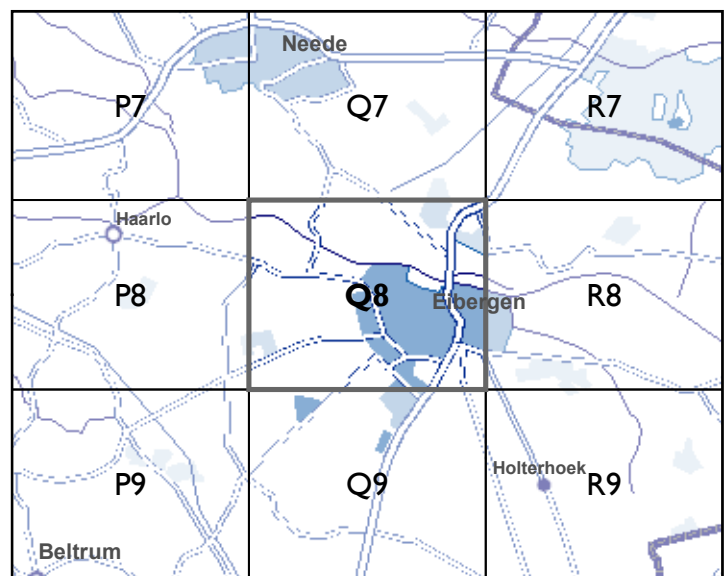 Neede
P7
Q7
R7
Haarlo
P8
Q8
Eibergen
R8
P9
Q9
Holterhoek
R9
Beltrum